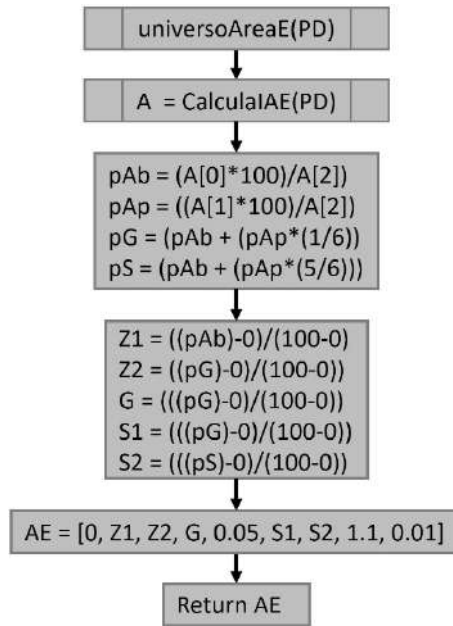 universoAreaE(PD)
A = CalculaIAE(PD)
pAb = (A[0]*100)/A[2])
pAp = ((A[1]*100)/A[2])
pG = (pAb + (pAp*(1/6))
pS = (pAb + (pAp*(5/6)))
Z1 = ((pAb)-0)/(100-0)
Z2 = ((pG)-0)/(100-0))
G = (((pG)-0)/(100-0))
S1 = (((pG)-0)/(100-0))
S2 = (((pS)-0)/(100-0))
AE = [0, Z1, Z2, G, 0.05, S1, S2, 1.1, 0.01]
Return AE